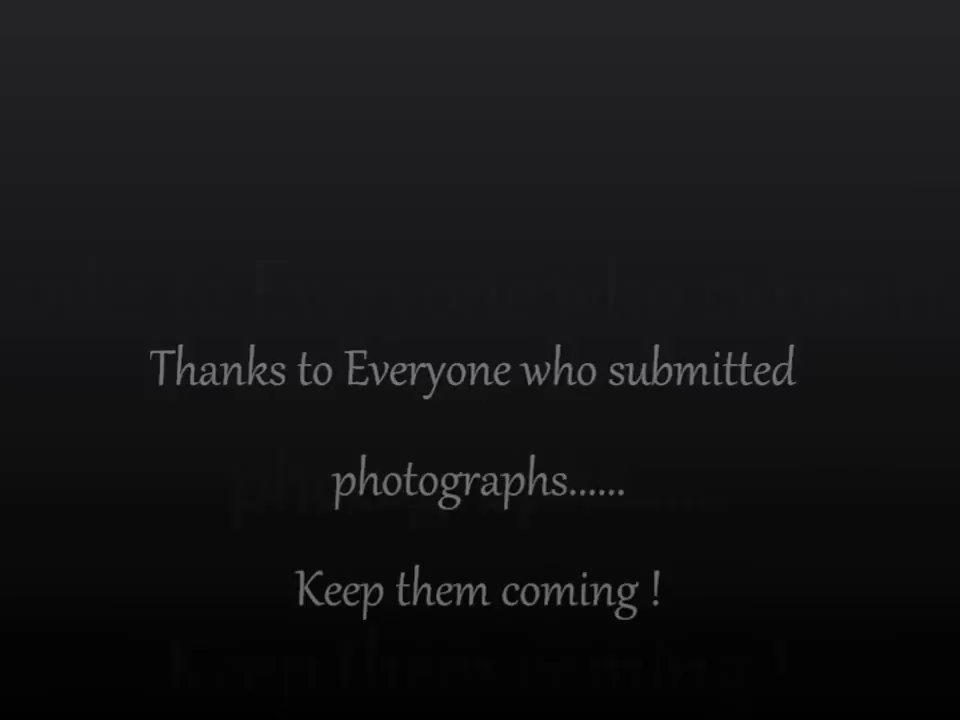 Thanks to Everyone who submitted
photographs......
Keep them coming !